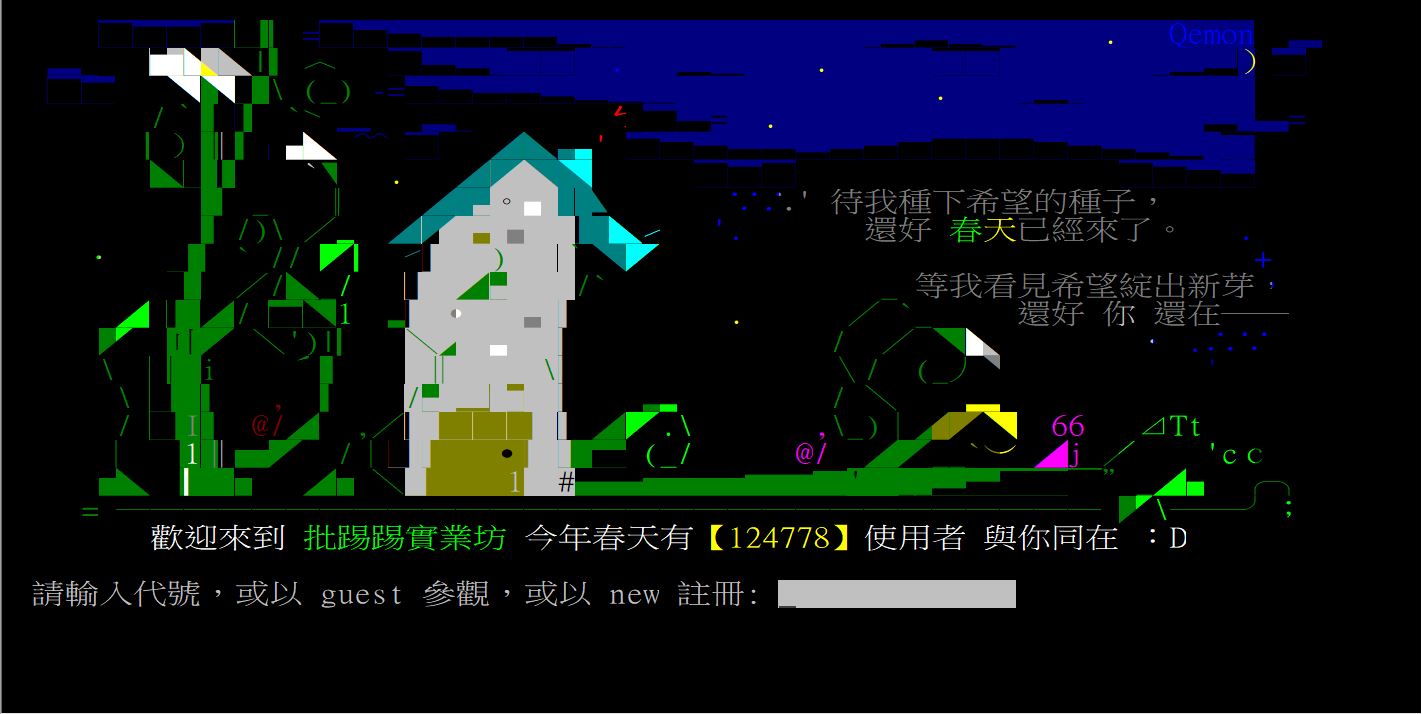 Qemon
待我種下希望的種子，
還好 春天已經來了。
等我看見希望綻出新芽
還好 你 還在──
歡迎來到 批踢踢實業坊 今年春天有【124778】使用者 與你同在 ：D
請輸入代號，或以 guest 參觀，或以 new 註冊: